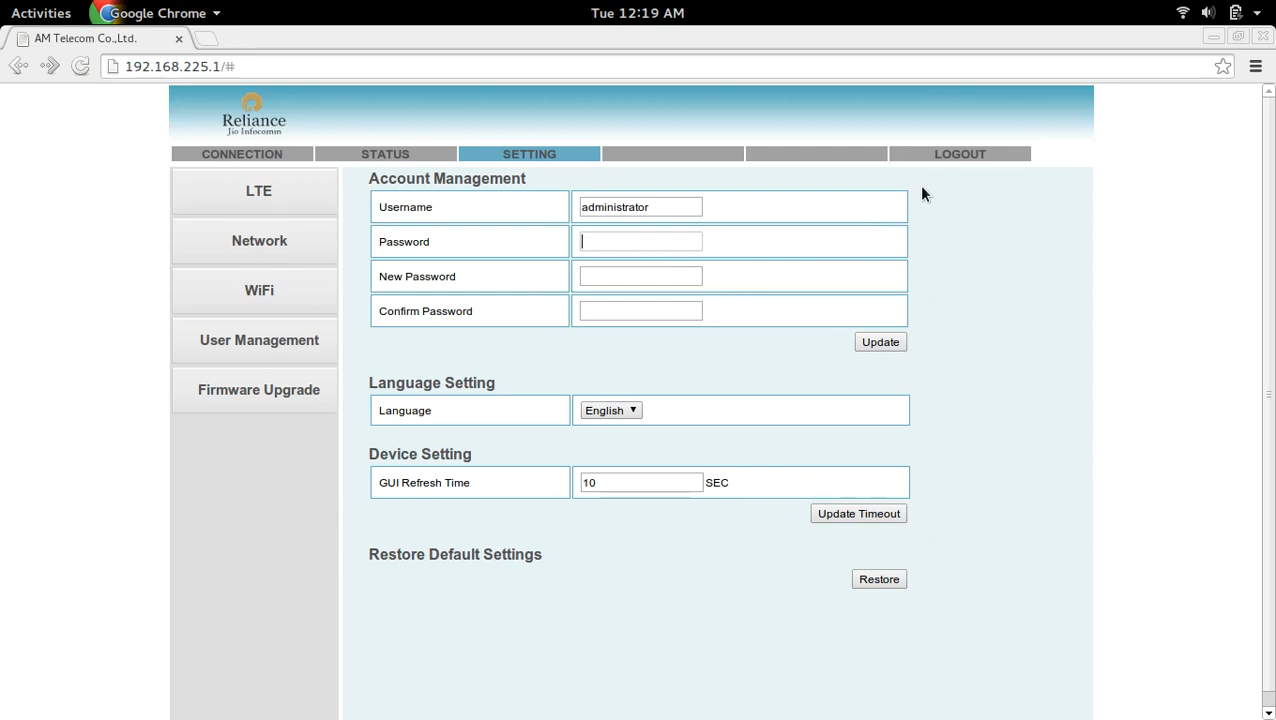 Activities Google Chrome Tue 12:19 AM
AM Telecom Co.,Ltd.
192.168.225.1/#
Reliance
Jio Infocomm
CONNECTION STATUS SETTING LOGOUT
LTE
Network
WiFi
User Management
Firmware Upgrade
Account Management
Username administrator
Password
New Password
Confirm Password
Update
Language Setting
Language English
Device Setting
GUI Refresh Time 10 SEC
Update Timeout
Restore Default Settings
Restore